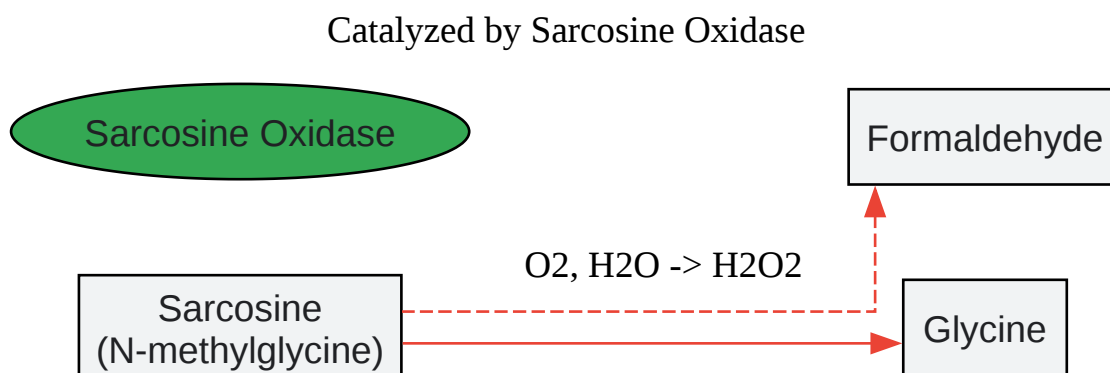 Catalyzed by Sarcosine Oxidase
Sarcosine Oxidase
Formaldehyde
O2, H2O -> H2O2
Sarcosine
(N-methylglycine)
Glycine